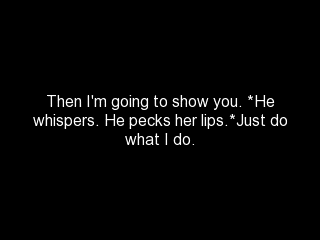 Then I'm going to show you. *He
whispers. He pecks her lips.*Just do
what I do.